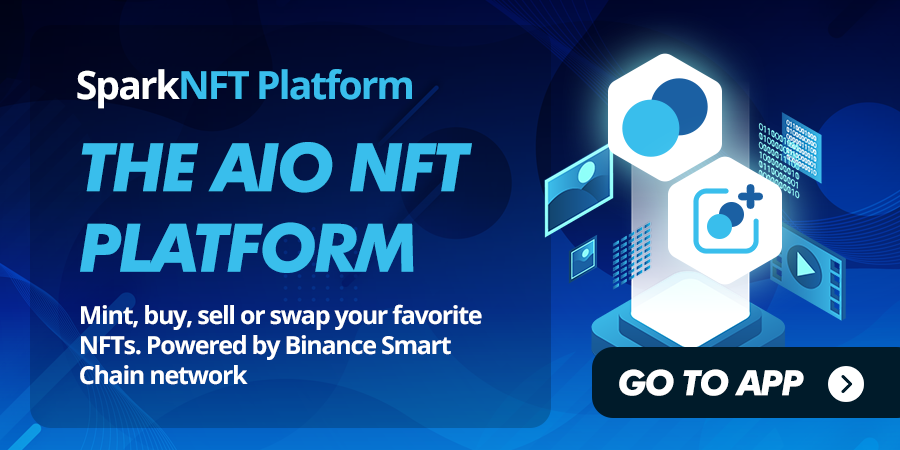 SparkNFT Platform
THE AIO NFT
PLATFORM
Mint, buy, sell or swap your favorite
NFTs. Powered by Binance Smart
Chain network
GO TO APP